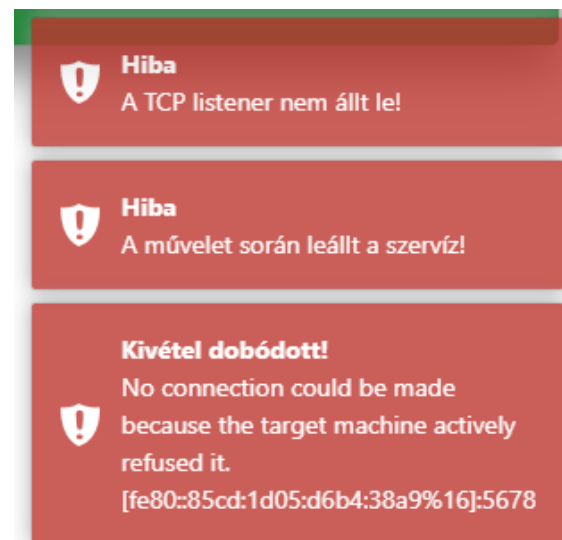 Hiba
A TCP listener nem állt le!
Hiba
A művelet során leállt a szervíz!
Kivétel dobódott!
No connection could be made
because the target machine actively
refused it.
[fe80::85cd:1d05:d6b4:38a9%16]:5678